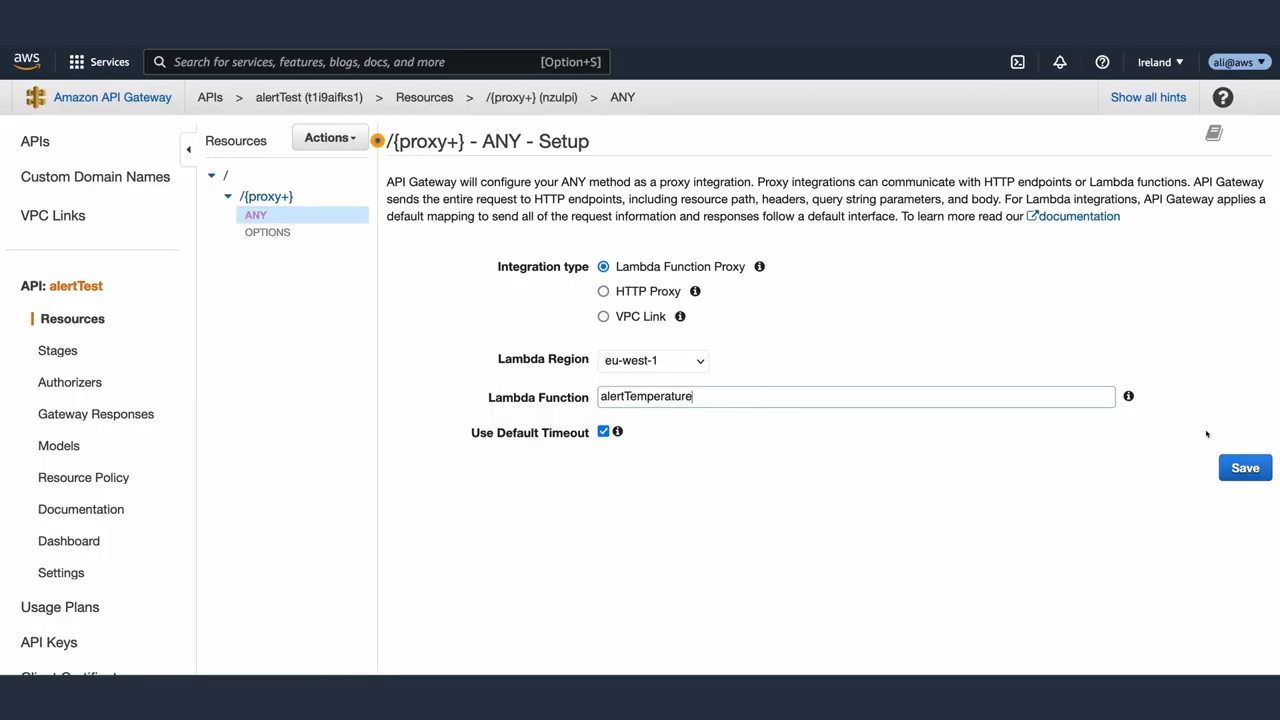 aws
Services
Search for services, features, blogs, docs, and more
[Option+S]
Ireland ▼
ali@aws ▼
Amazon API Gateway
APIs > alertTest (t1i9aifks1) > Resources > /{proxy+} (nzulpi) > ANY
Show all hints
?
APIs
Custom Domain Names
VPC Links
API: alertTest
Resources
Stages
Authorizers
Gateway Responses
Models
Resource Policy
Documentation
Dashboard
Settings
Usage Plans
API Keys
Resources
Actions
/
/{proxy+}
ANY
OPTIONS
/{proxy+} - ANY - Setup
API Gateway will configure your ANY method as a proxy integration. Proxy integrations can communicate with HTTP endpoints or Lambda functions. API Gateway
sends the entire request to HTTP endpoints, including resource path, headers, query string parameters, and body. For Lambda integrations, API Gateway applies a
default mapping to send all of the request information and responses follow a default interface. To learn more read our documentation
Integration type
Lambda Function Proxy
HTTP Proxy
VPC Link
Lambda Region
eu-west-1
Lambda Function
alertTemperature
Use Default Timeout
Save